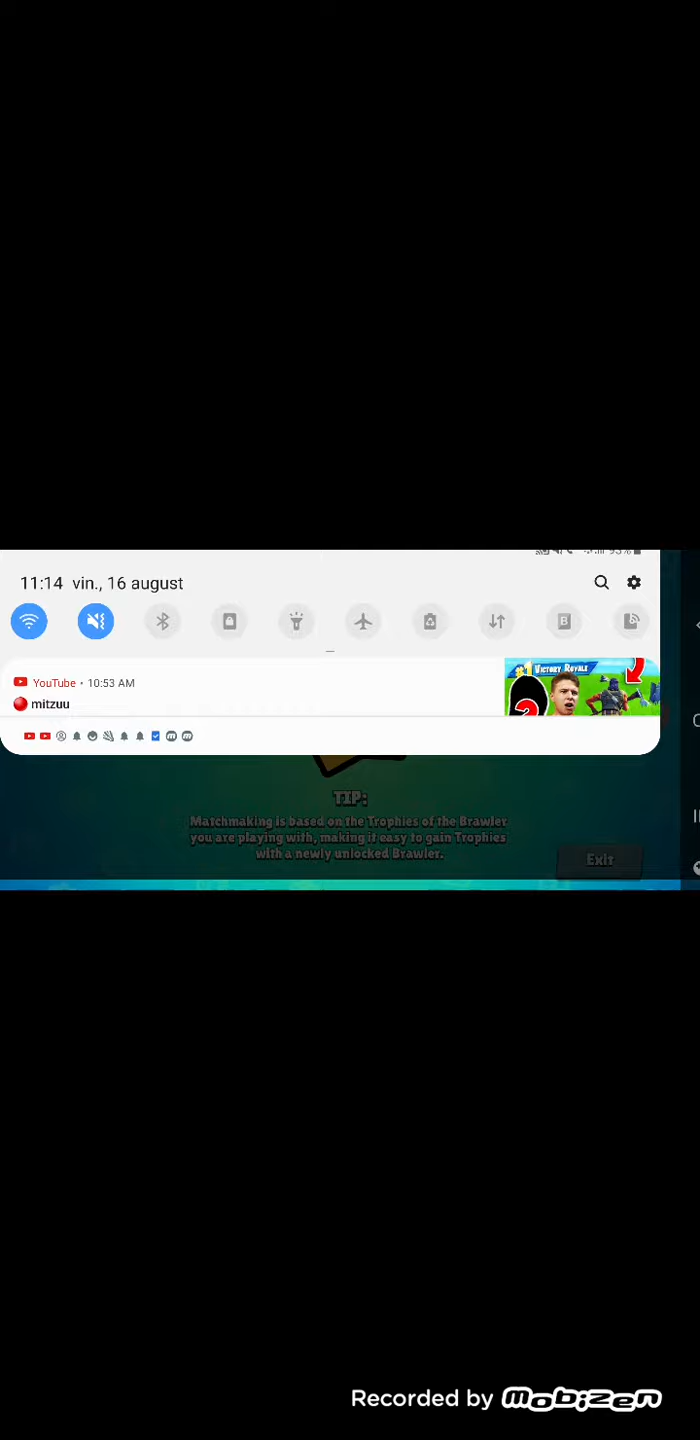 93%
11:14 vin., 16 august
YouTube • 10:53 AM
mitzuu
#1 VICTORY ROYALE
?
TIP:
Matchmaking is based on the Trophies of the Brawler
you are playing with, making it easy to gain Trophies
with a newly unlocked Brawler.
Exit
Recorded by mobizen